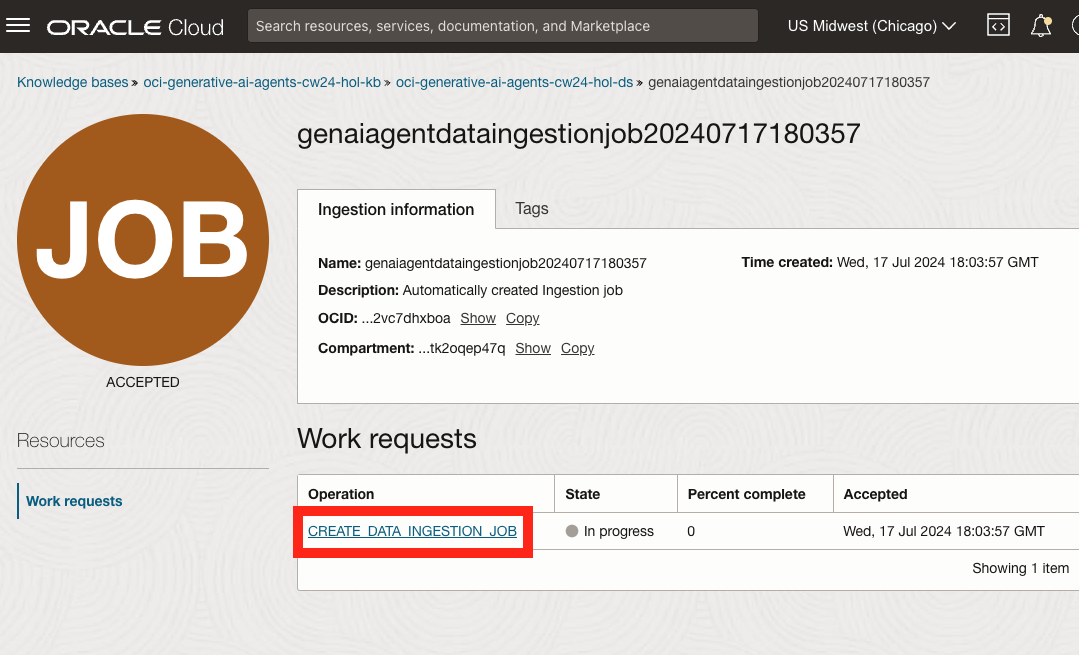 ORACLE Cloud
Search resources, services, documentation, and Marketplace
US Midwest (Chicago)
Knowledge bases » oci-generative-ai-agents-cw24-hol-kb » oci-generative-ai-agents-cw24-hol-ds » genaiagentdataingestionjob20240717180357
JOB
ACCEPTED
genaiagentdataingestionjob20240717180357
Ingestion information
Tags
Name: genaiagentdataingestionjob20240717180357
Time created: Wed, 17 Jul 2024 18:03:57 GMT
Description: Automatically created Ingestion job
OCID: ...2vc7dhxboa Show Copy
Compartment: ...tk2oqep47q Show Copy
Resources
Work requests
Work requests
Operation State Percent complete Accepted
CREATE_DATA_INGESTION_JOB In progress 0 Wed, 17 Jul 2024 18:03:57 GMT
Showing 1 item